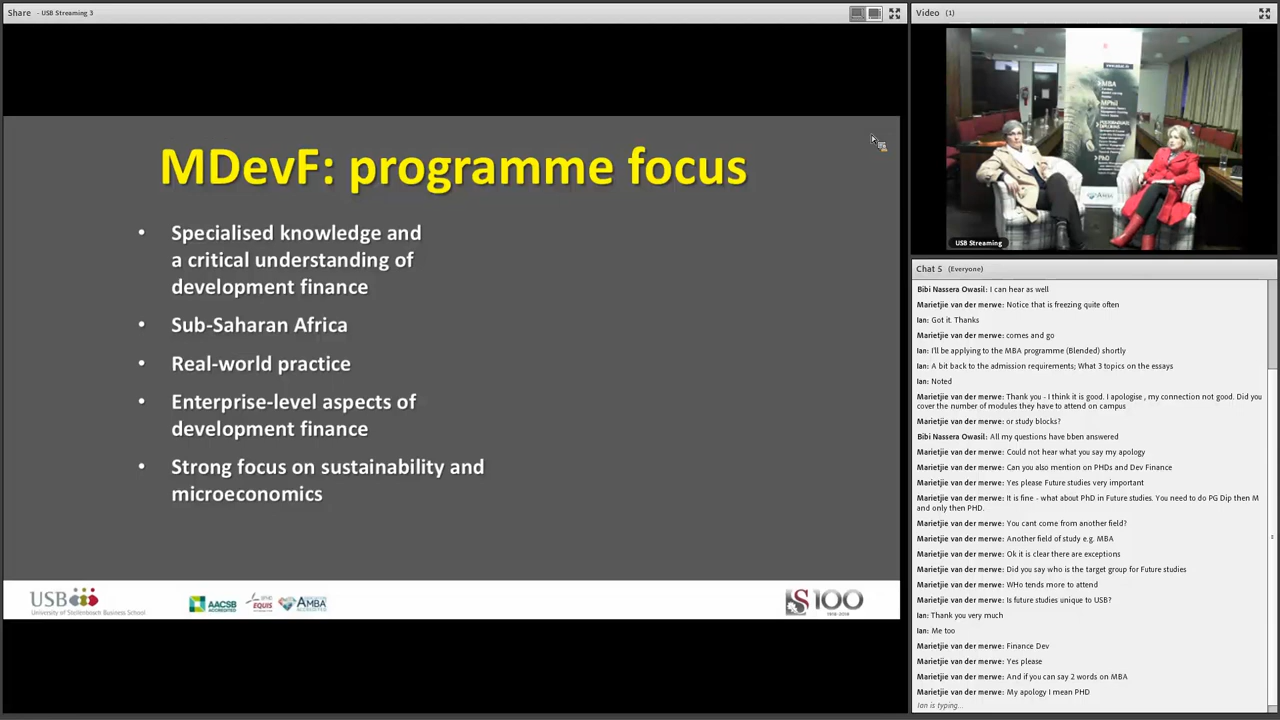 Share - USB Streaming 3
MDevF: programme focus
• Specialised knowledge and
a critical understanding of
development finance
• Sub-Saharan Africa
• Real-world practice
• Enterprise-level aspects of
development finance
• Strong focus on sustainability and
microeconomics
USB
University of Stellenbosch Business School
AACSB
ACCREDITED
EQUIS
AMBA
S100
Video (1)
MBA
MPhil
PhD
AMBA
USB Streaming
Chat 5 (Everyone)
Bibi Nassera Owasil: I can hear as well
Marietjie van der merwe: Notice that is freezing quite often
Ian: Got it. Thanks
Marietjie van der merwe: comes and go
Ian: I'll be applying to the MBA programme (Blended) shortly
Ian: A bit back to the admission requirements; What 3 topics on the essays
Ian: Noted
Marietjie van der merwe: Thank you - I think it is good. I apologise , my connection not good. Did you
cover the number of modules they have to attend on campus
Marietjie van der merwe: or study blocks?
Bibi Nassera Owasil: All my questions have bben answered
Marietjie van der merwe: Could not hear what you say my apology
Marietjie van der merwe: Can you also mention on PHDs and Dev Finance
Marietjie van der merwe: Yes please Future studies very important
Marietjie van der merwe: It is fine - what about PhD in Future studies. You need to do PG Dip then M
and only then PHD.
Marietjie van der merwe: You cant come from another field?
Marietjie van der merwe: Another field of study e.g. MBA
Marietjie van der merwe: Ok it is clear there are exceptions
Marietjie van der merwe: Did you say who is the target group for Future studies
Marietjie van der merwe: WHo tends more to attend
Marietjie van der merwe: Is future studies unique to USB?
Ian: Thank you very much
Ian: Me too
Marietjie van der merwe: Finance Dev
Marietjie van der merwe: Yes please
Marietjie van der merwe: And if you can say 2 words on MBA
Marietjie van der merwe: My apology I mean PHD
Ian is typing...